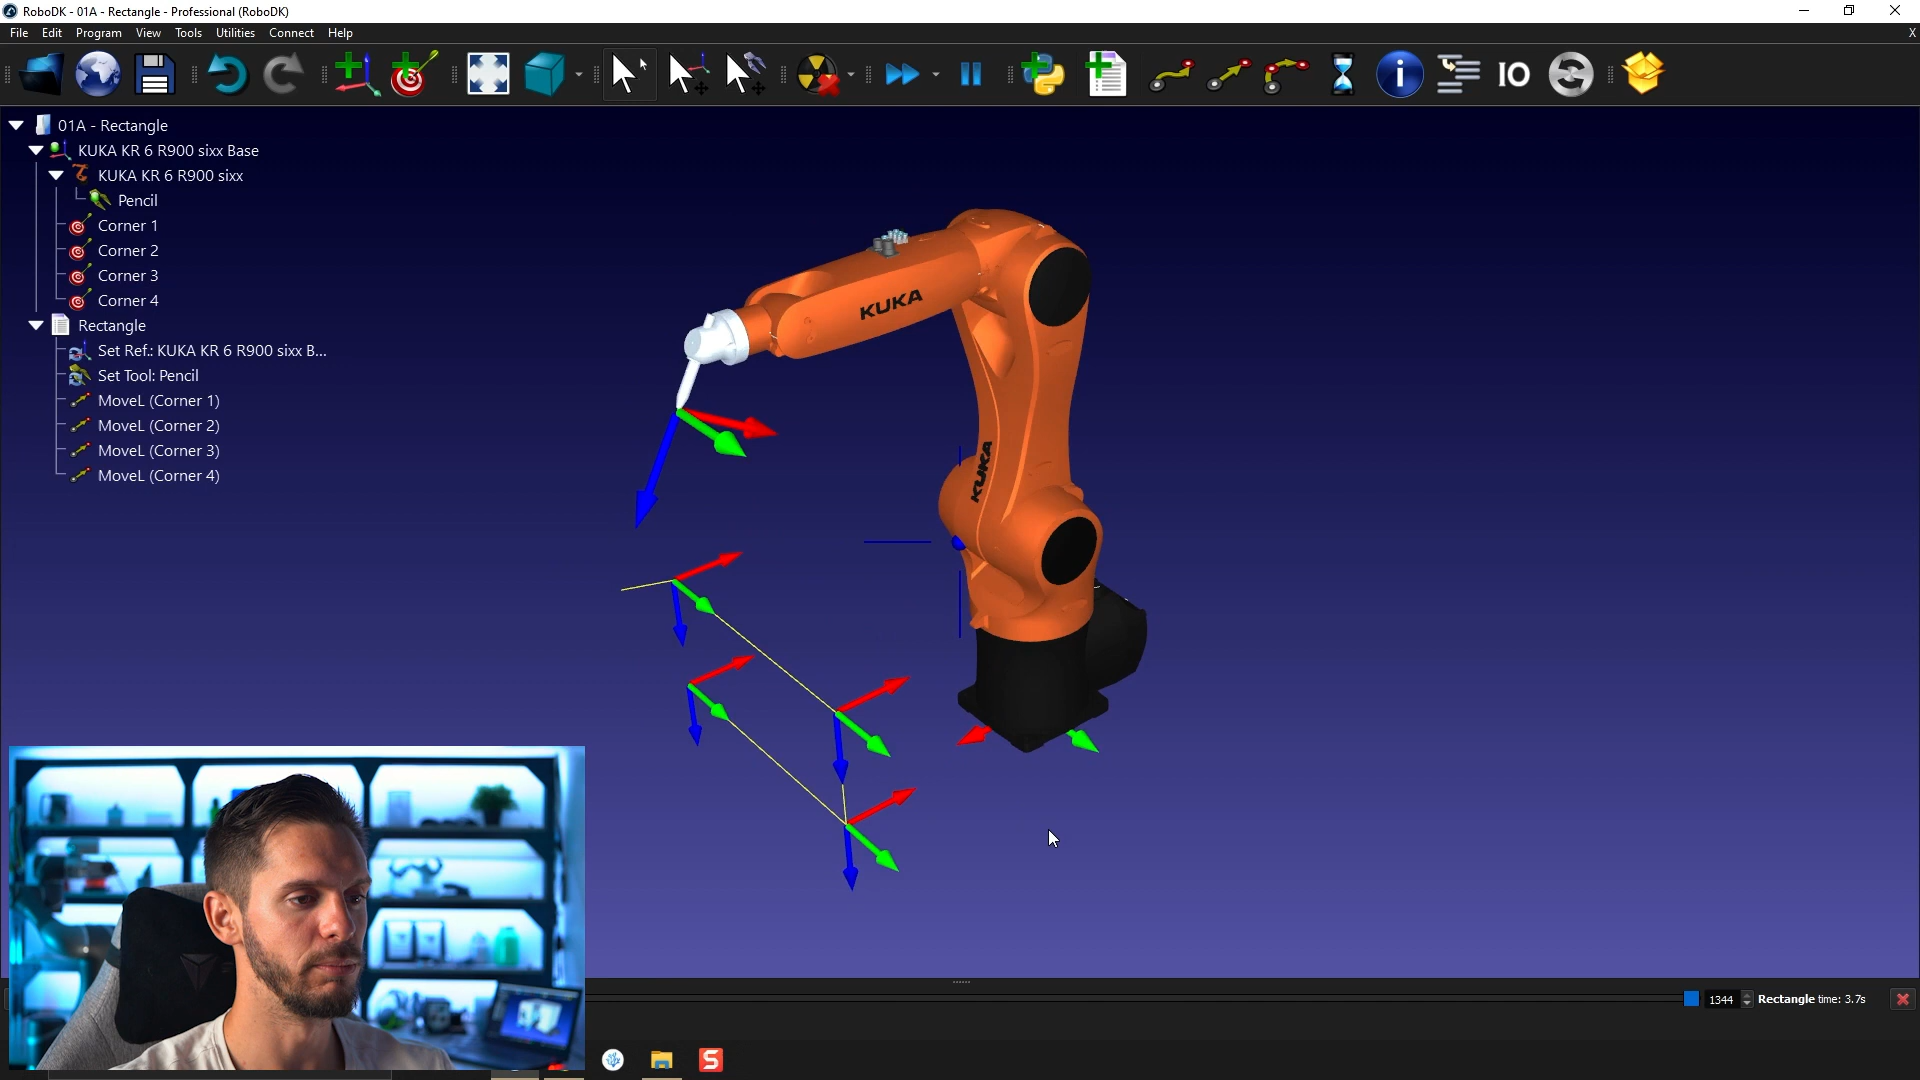 RoboDK - 01A - Rectangle - Professional (RoboDK)
File Edit Program View Tools Utilities Connect Help
X
IO
01A - Rectangle
KUKA KR 6 R900 sixx Base
KUKA KR 6 R900 sixx
Pencil
Corner 1
Corner 2
Corner 3
Corner 4
Rectangle
Set Ref.: KUKA KR 6 R900 sixx B...
Set Tool: Pencil
MoveL (Corner 1)
MoveL (Corner 2)
MoveL (Corner 3)
MoveL (Corner 4)
KUKA
KUKA
1344 Rectangle time: 3.7s
S